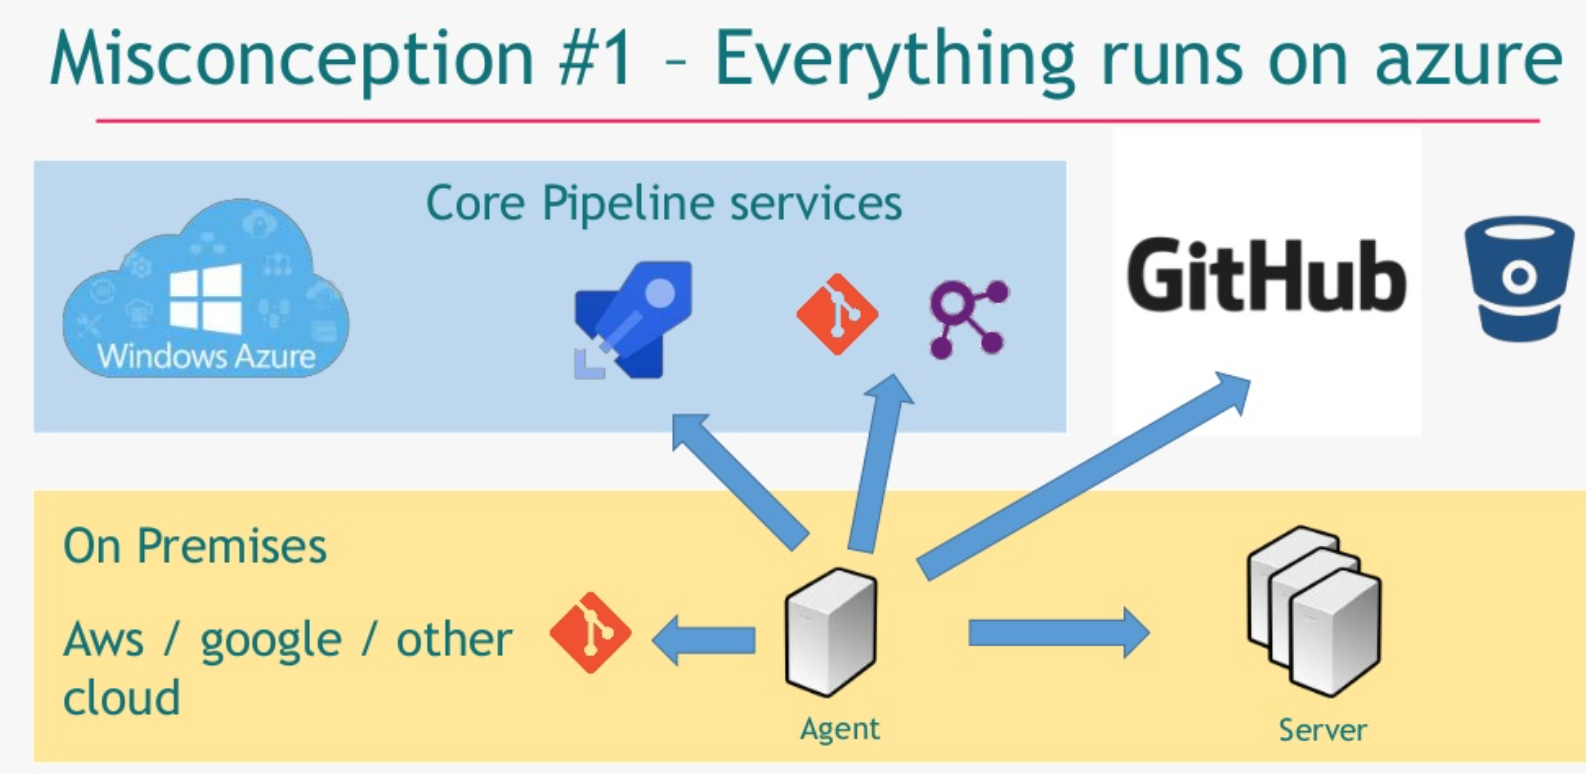 Misconception #1 – Everything runs on azure
Core Pipeline services
Windows Azure
GitHub
On Premises
Aws / google / other
cloud
Agent
Server